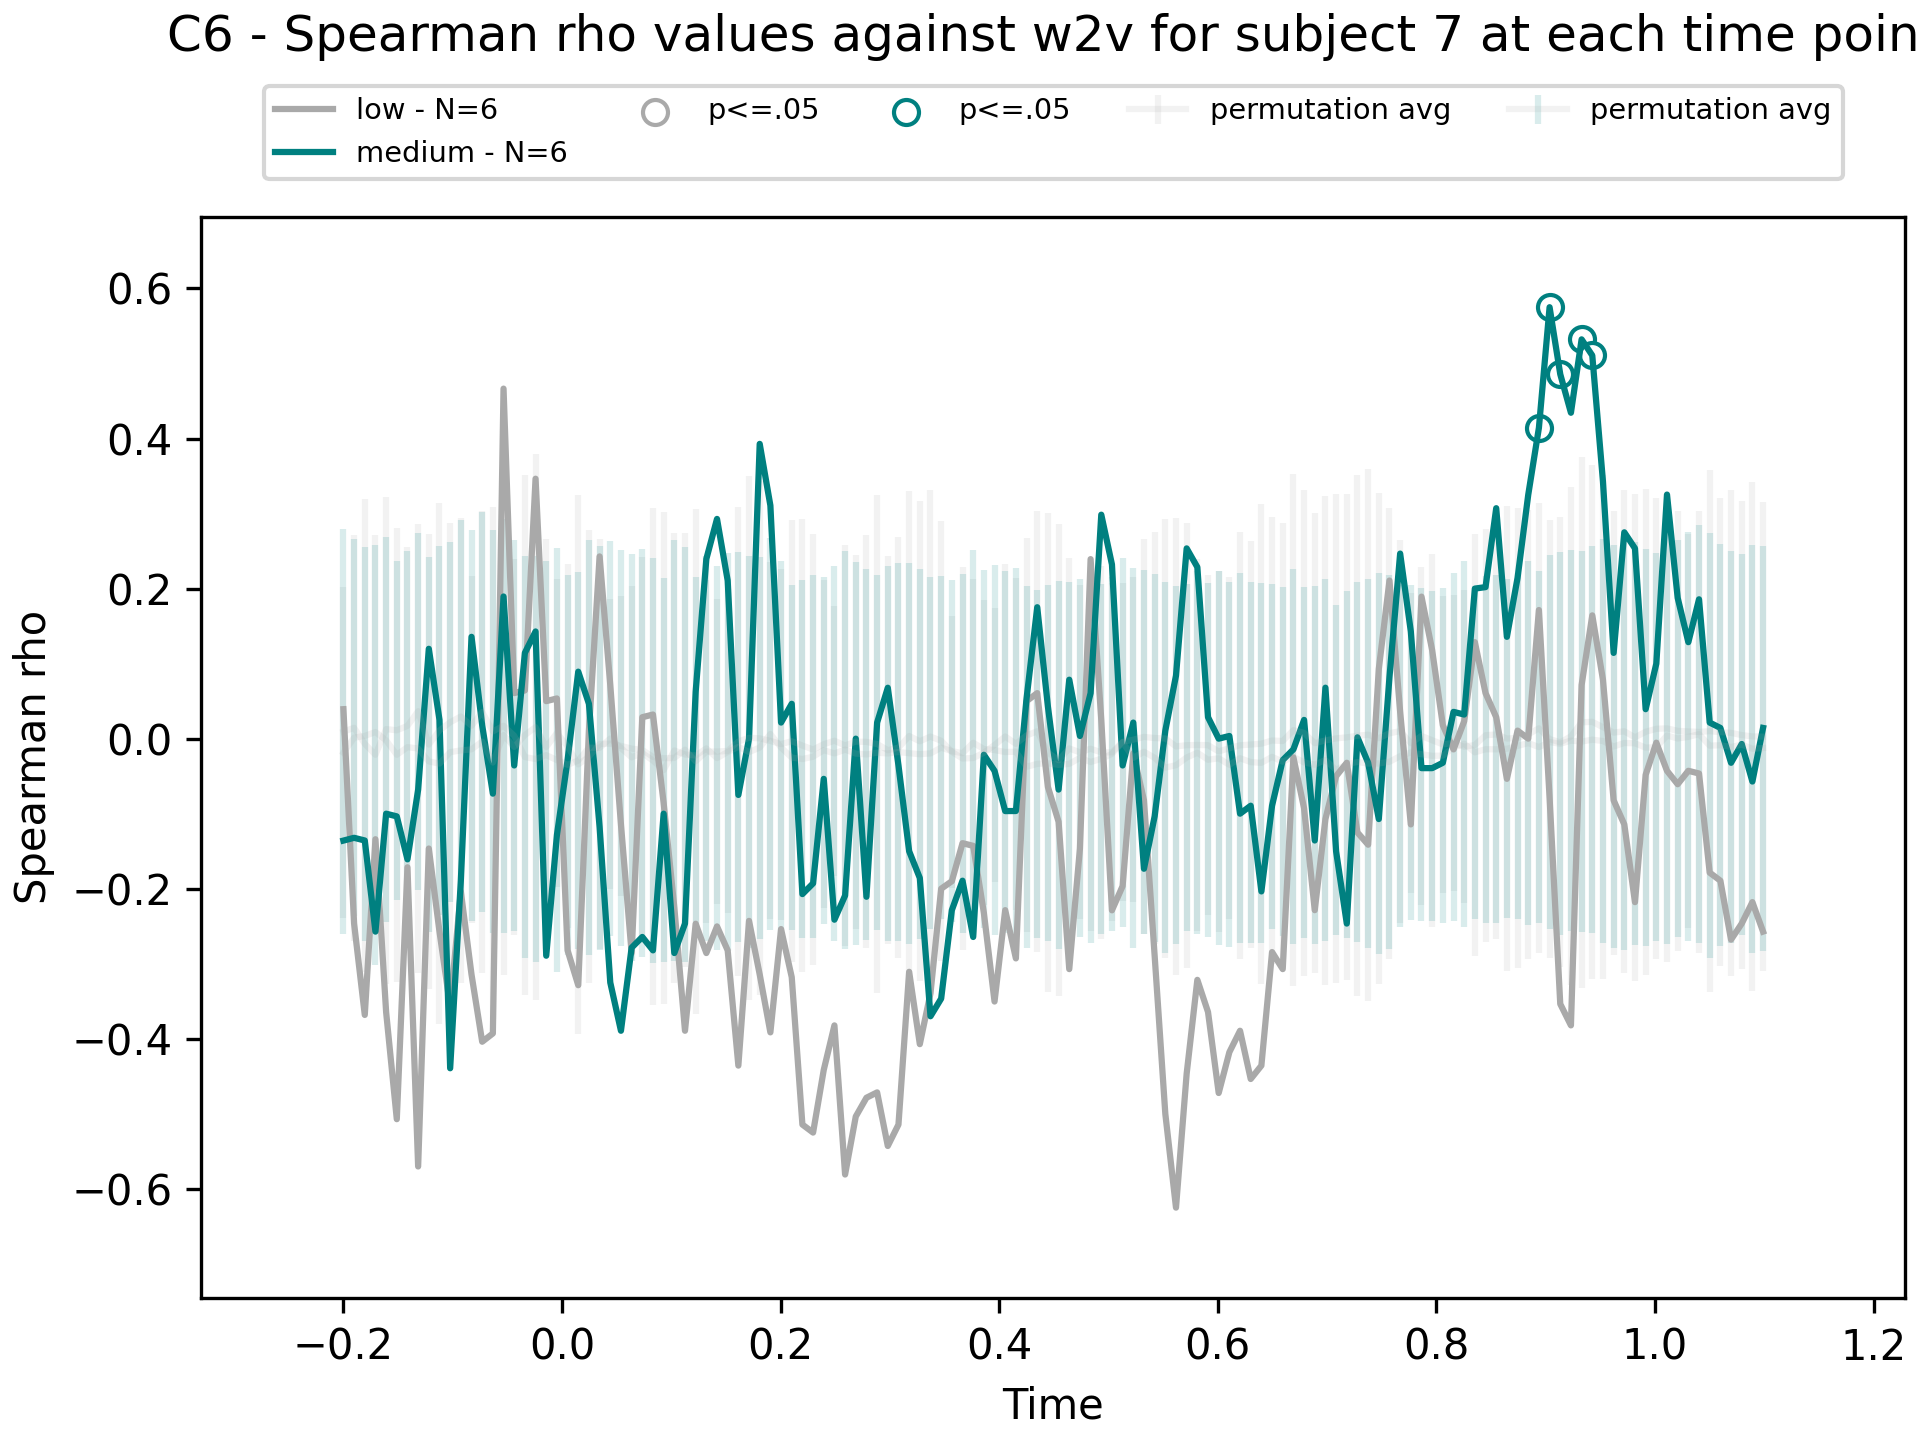 C6 - Spearman rho values against w2v for subject 7 at each time poin
low - N=6
medium - N=6
p<=.05
p<=.05
permutation avg
permutation avg
Spearman rho
0.6
0.4
0.2
0.0
−0.2
−0.4
−0.6
−0.2
0.0
0.2
0.4
0.6
0.8
1.0
1.2
Time